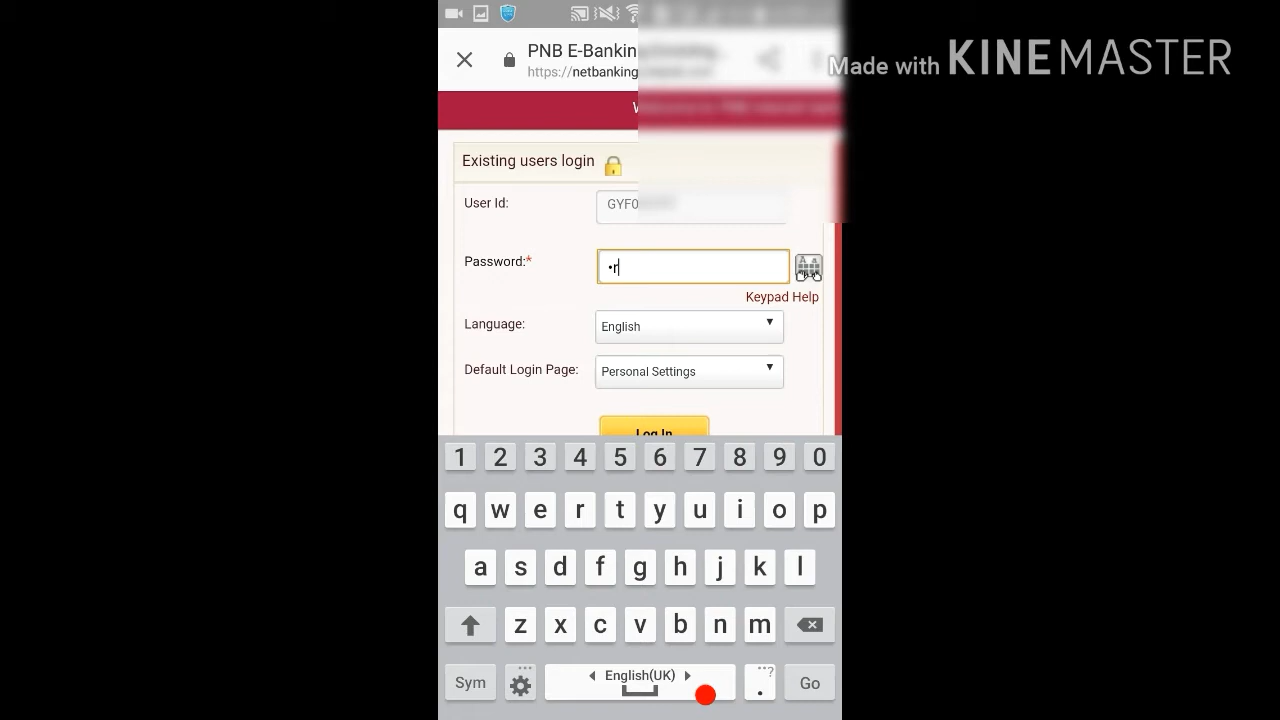 Made with KINEMASTER
PNB E-Banking
https://netbanking
Existing users login
User Id:
GYF0
Password:*
•r
Keypad Help
Language:
English
Default Login Page:
Personal Settings
Log In
1 2 3 4 5 6 7 8 9 0
q w e r t y u i o p
a s d f g h j k l
z x c v b n m
Sym
English(UK)
. 
Go